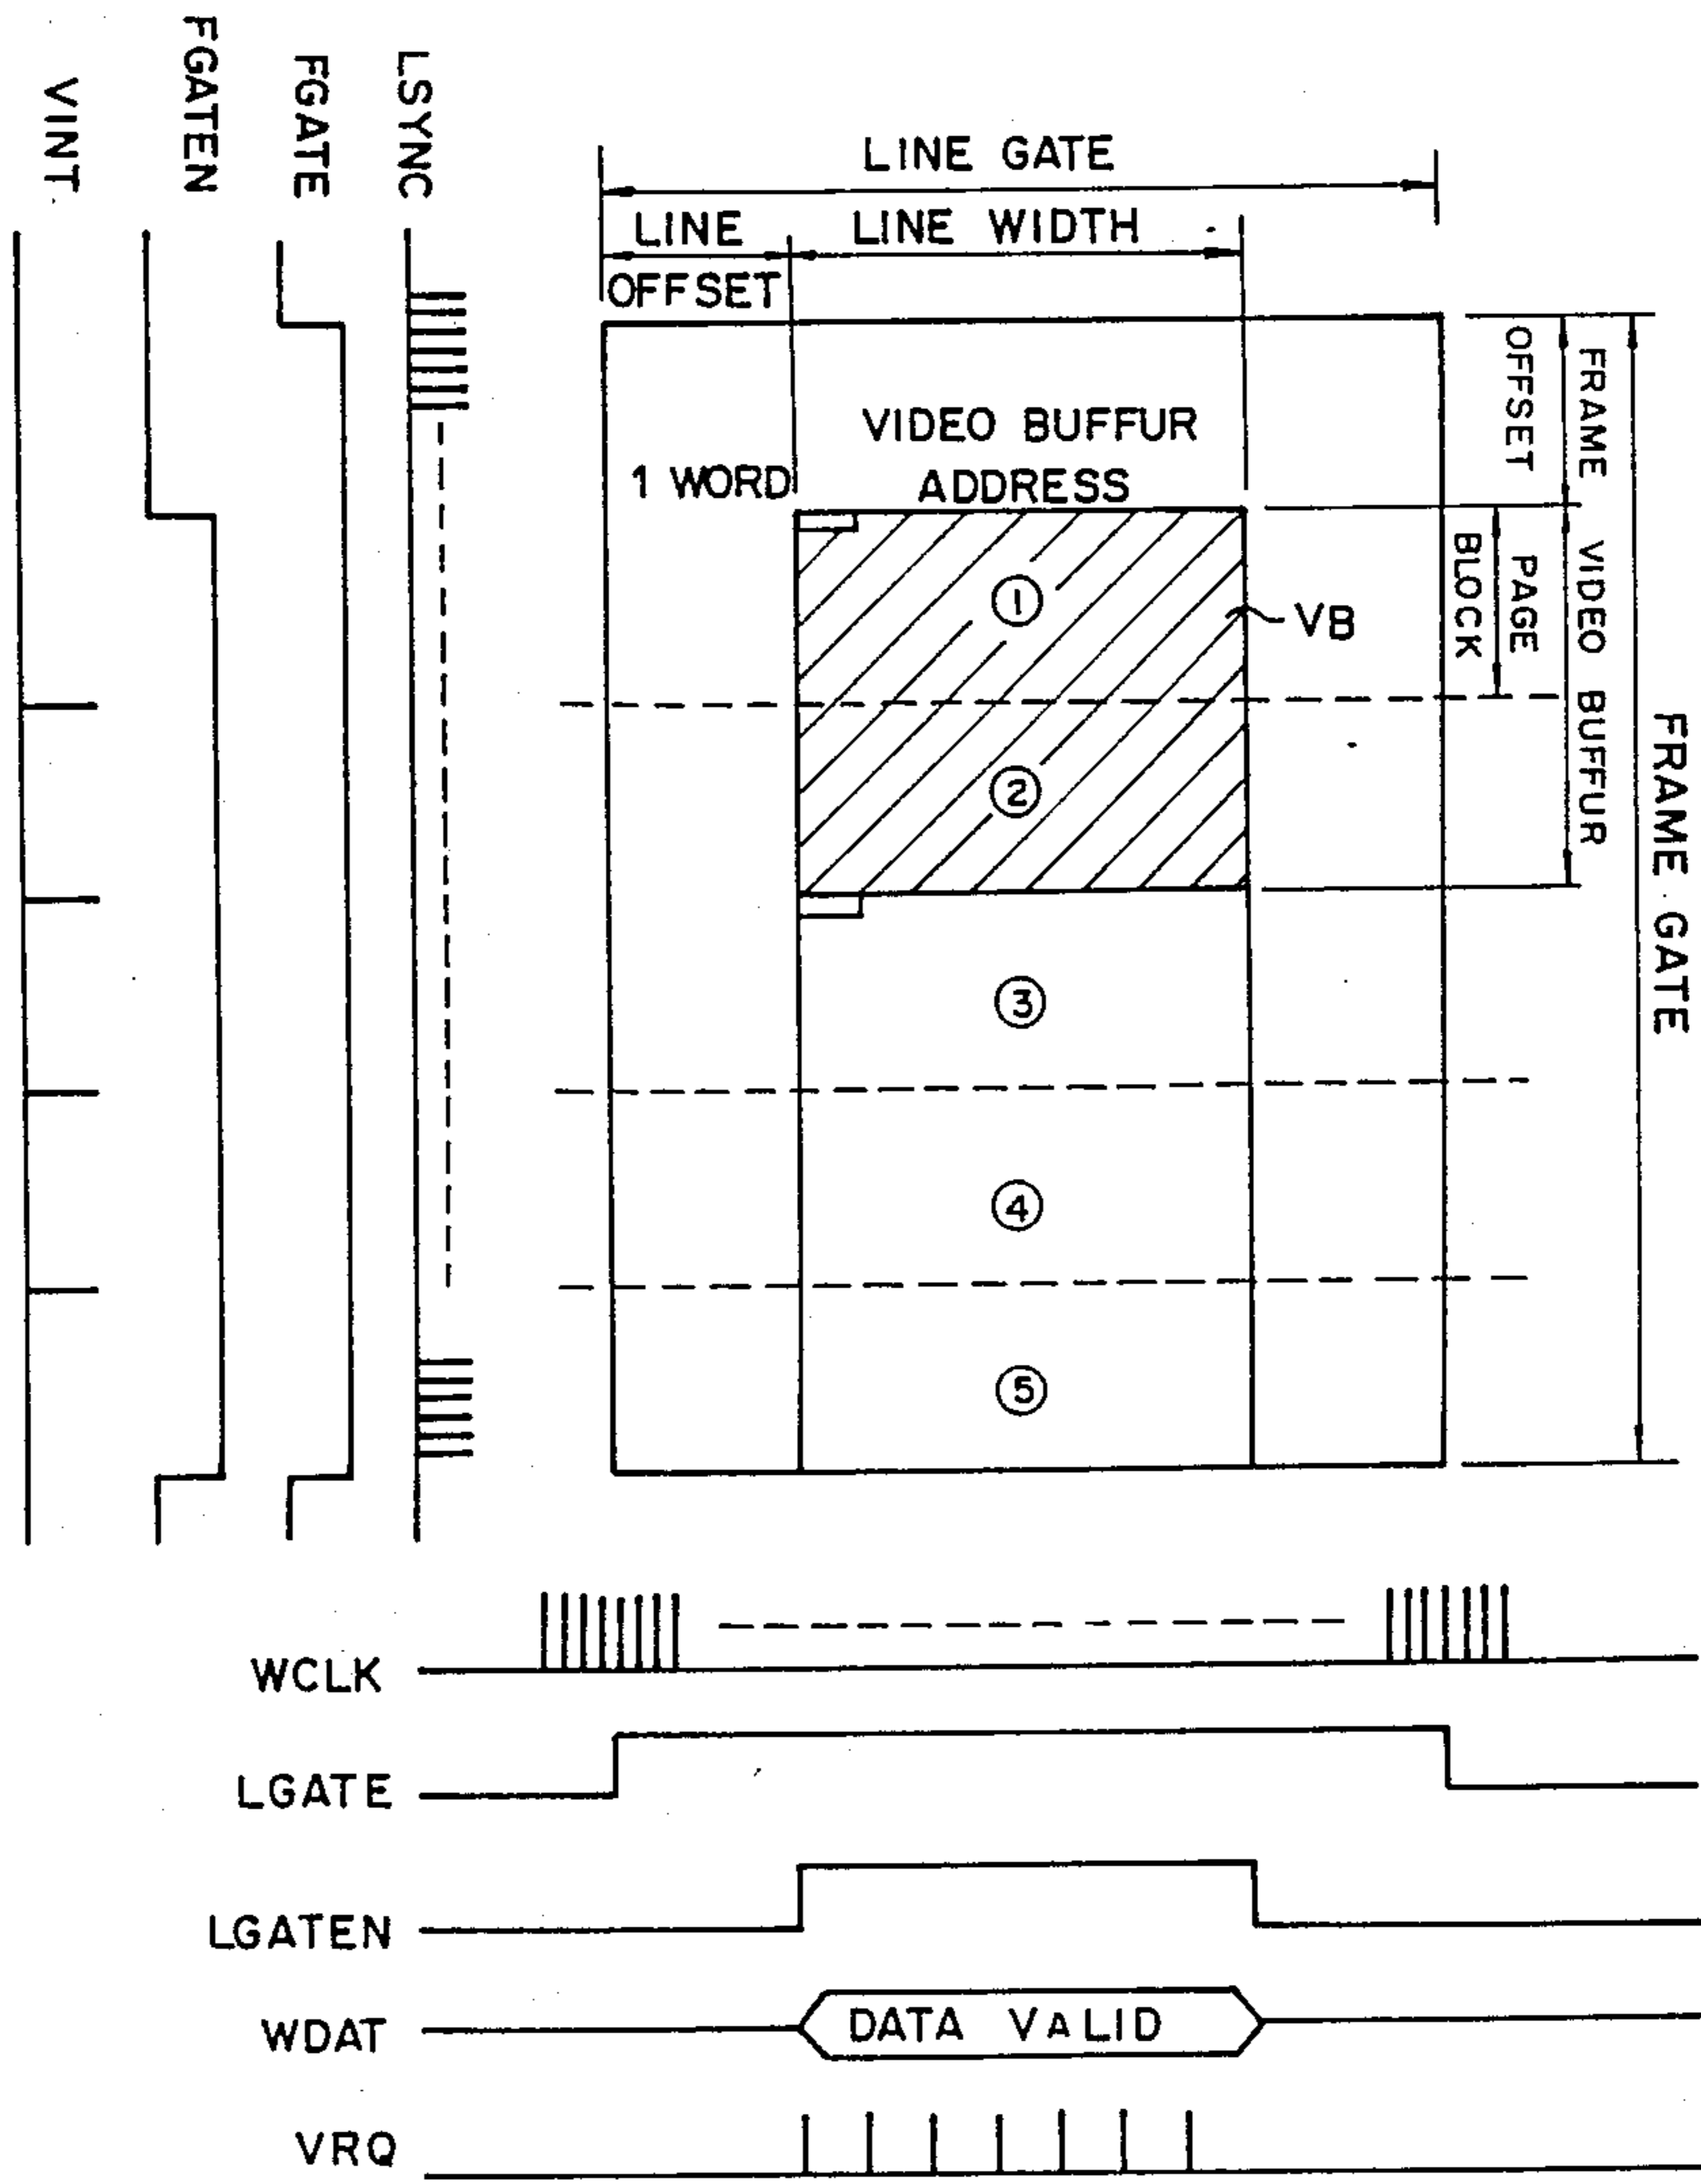 VINT
FGATEN
FGATE
LSYNC
LINE GATE
LINE
OFFSET
LINE WIDTH
FRAME
OFFSET
VIDEO BUFFUR
ADDRESS
1 WORD
PAGE
BLOCK
VIDEO BUFFUR
FRAME GATE
①
VB
②
③
④
⑤
WCLK
LGATE
LGATEN
WDAT
DATA VALID
VRQ